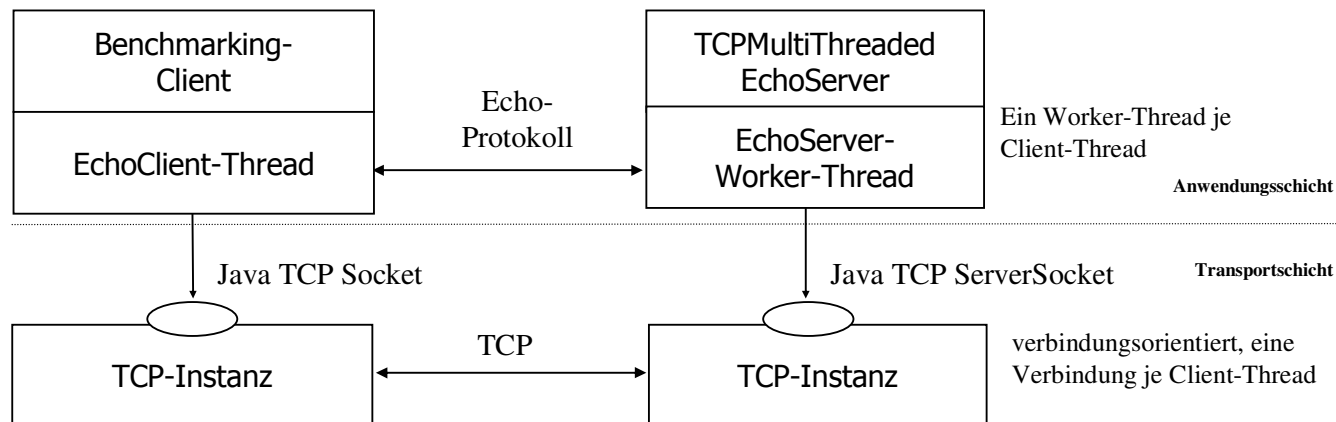 Benchmarking-
Client
EchoClient-Thread
Echo-
Protokoll
TCPMultiThreaded
EchoServer
EchoServer-
Worker-Thread
Ein Worker-Thread je
Client-Thread
Anwendungsschicht
Java TCP Socket
Java TCP ServerSocket
Transportschicht
TCP-Instanz
TCP
TCP-Instanz
verbindungsorientiert, eine
Verbindung je Client-Thread